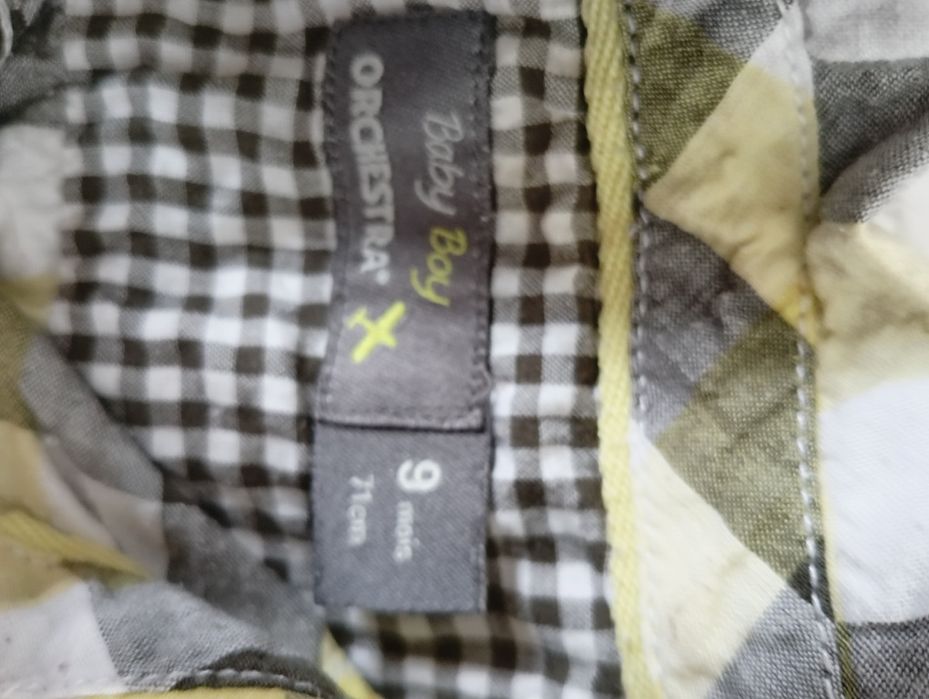 Baby Boy
ORCHESTRA®
9 mois
71cm